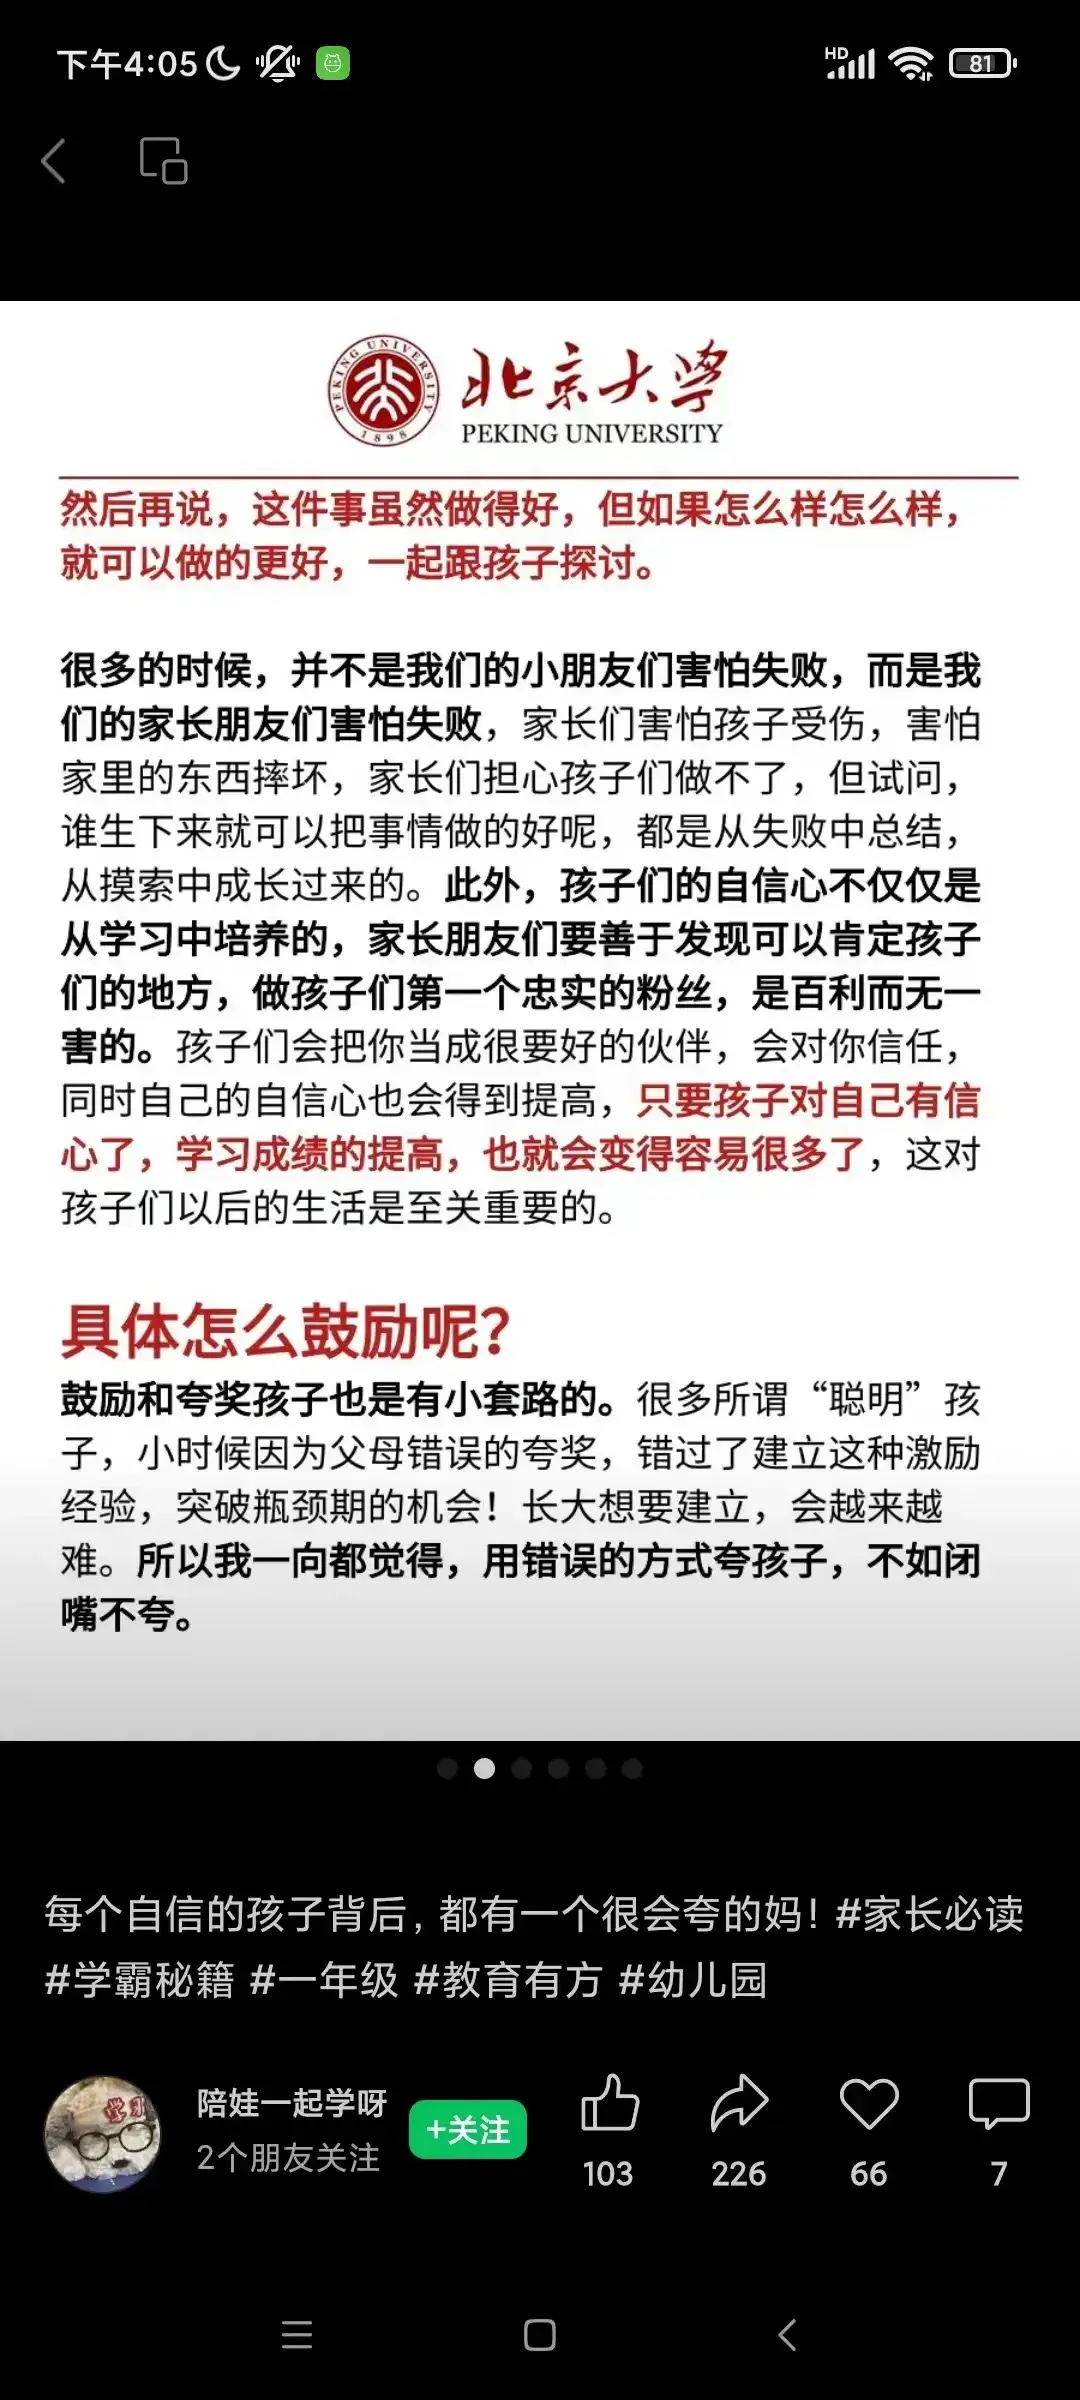 下午4:05
HD
81
PEKING UNIVERSITY
1898
北京大学
PEKING UNIVERSITY
然后再说，这件事虽然做得好，但如果怎么样怎么样，
就可以做的更好，一起跟孩子探讨。
很多的时候，并不是我们的小朋友们害怕失败，而是我
们的家长朋友们害怕失败，家长们害怕孩子受伤，害怕
家里的东西摔坏，家长们担心孩子们做不了，但试问，
谁生下来就可以把事情做的好呢，都是从失败中总结，
从摸索中成长过来的。此外，孩子们的自信心不仅仅是
从学习中培养的，家长朋友们要善于发现可以肯定孩子
们的地方，做孩子们第一个忠实的粉丝，是百利而无一
害的。孩子们会把你当成很要好的伙伴，会对你信任，
同时自己的自信心也会得到提高，只要孩子对自己有信
心了，学习成绩的提高，也就会变得容易很多了，这对
孩子们以后的生活是至关重要的。
具体怎么鼓励呢？
鼓励和夸奖孩子也是有小套路的。很多所谓“聪明”孩
子，小时候因为父母错误的夸奖，错过了建立这种激励
经验，突破瓶颈期的机会！长大想要建立，会越来越
难。所以我一向都觉得，用错误的方式夸孩子，不如闭
嘴不夸。
每个自信的孩子背后，都有一个很会夸的妈！#家长必读
#学霸秘籍 #一年级 #教育有方 #幼儿园
学习
陪娃一起学呀
2个朋友关注
+关注
103
226
66
7